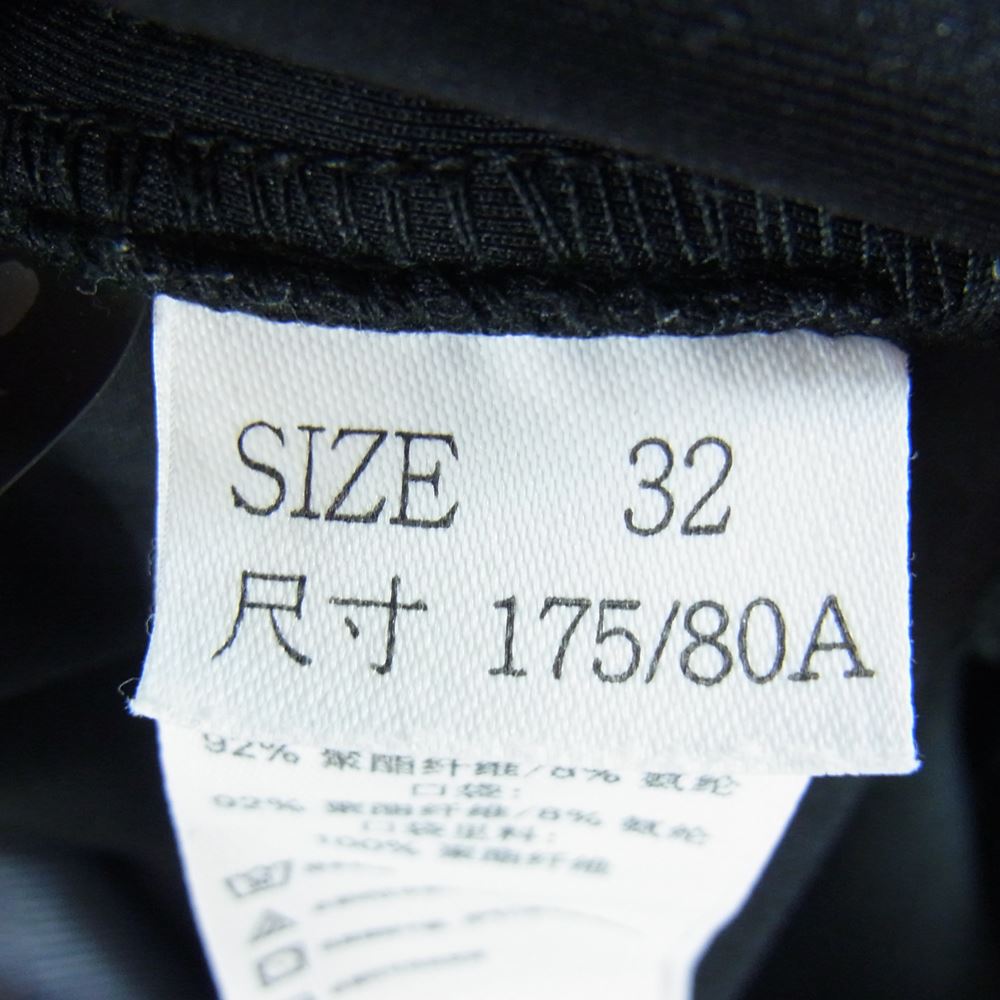 SIZE 32
尺寸 175/80A
92% 聚酯纤维/8% 氨纶
口袋:
92% 聚酯纤维/8% 氨纶
口袋里料:
100% 聚酯纤维